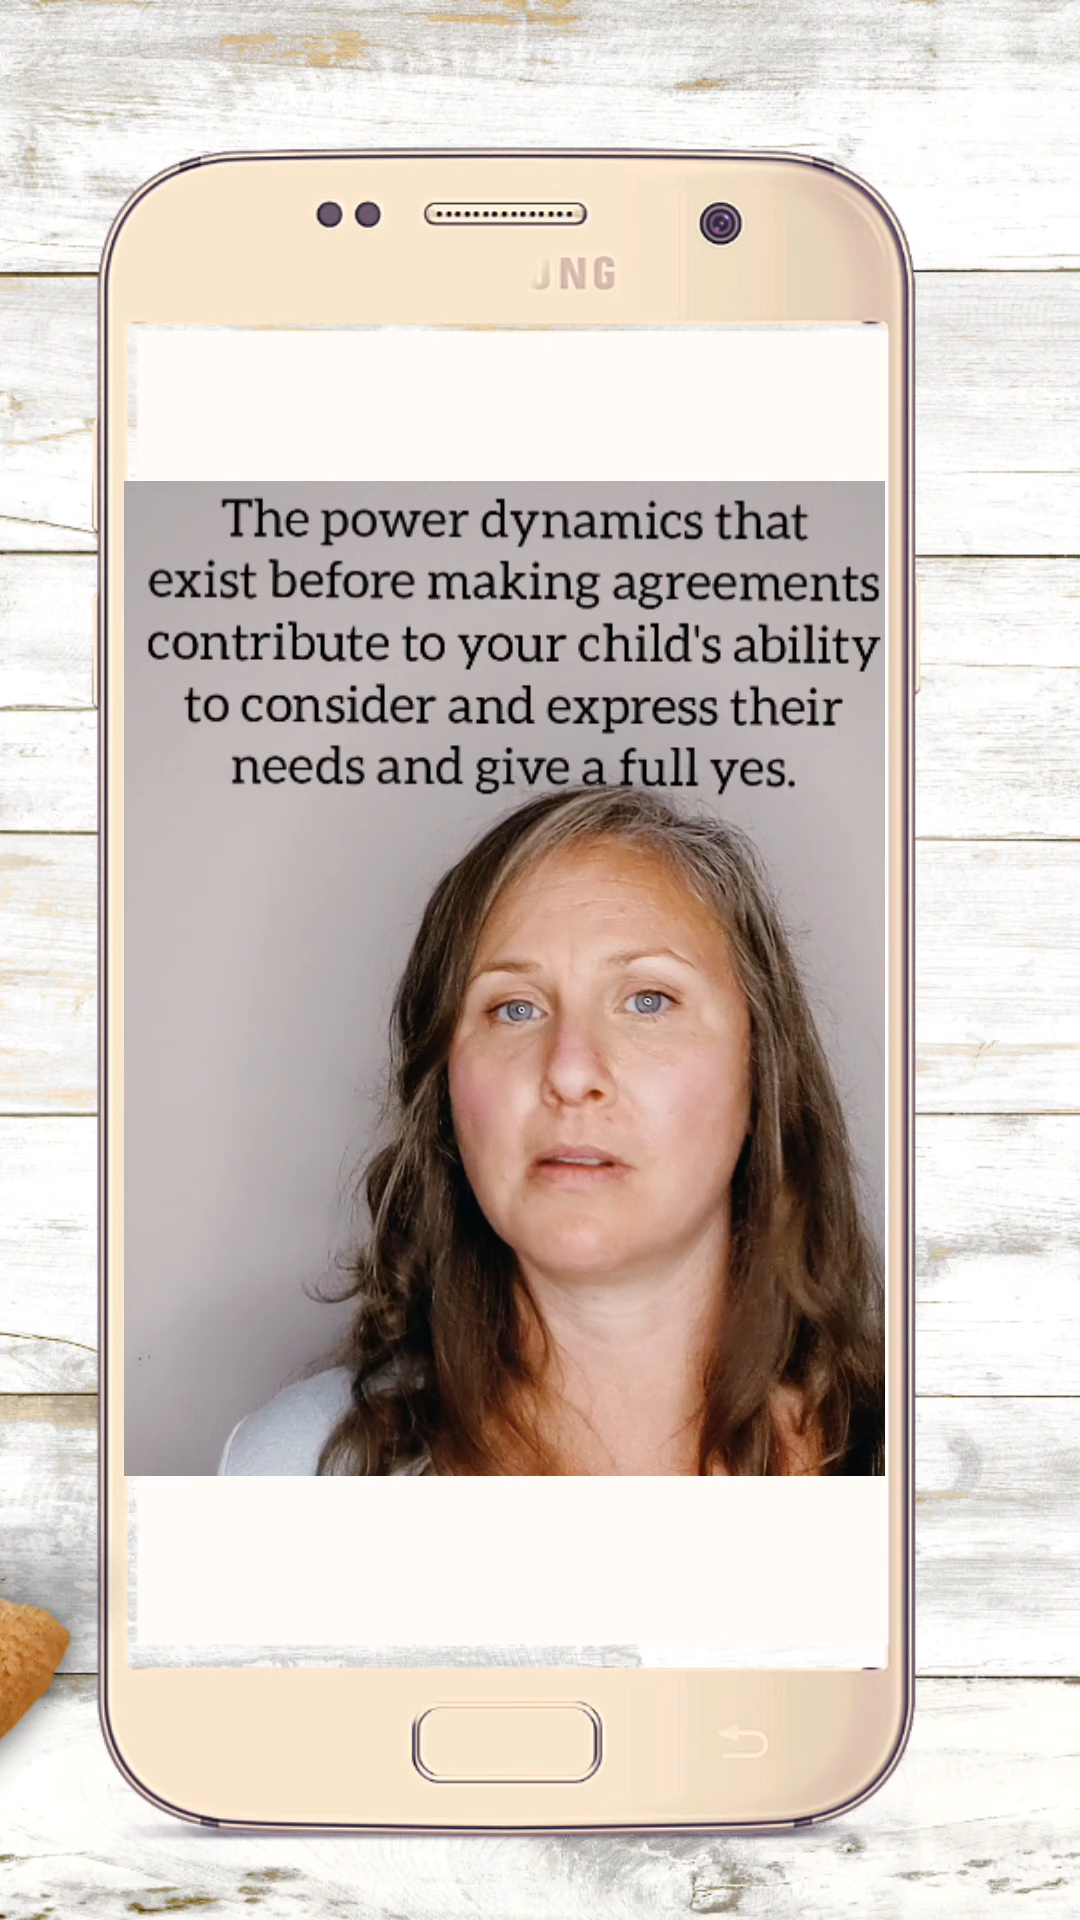 UNG
The power dynamics that
exist before making agreements
contribute to your child's ability
to consider and express their
needs and give a full yes.